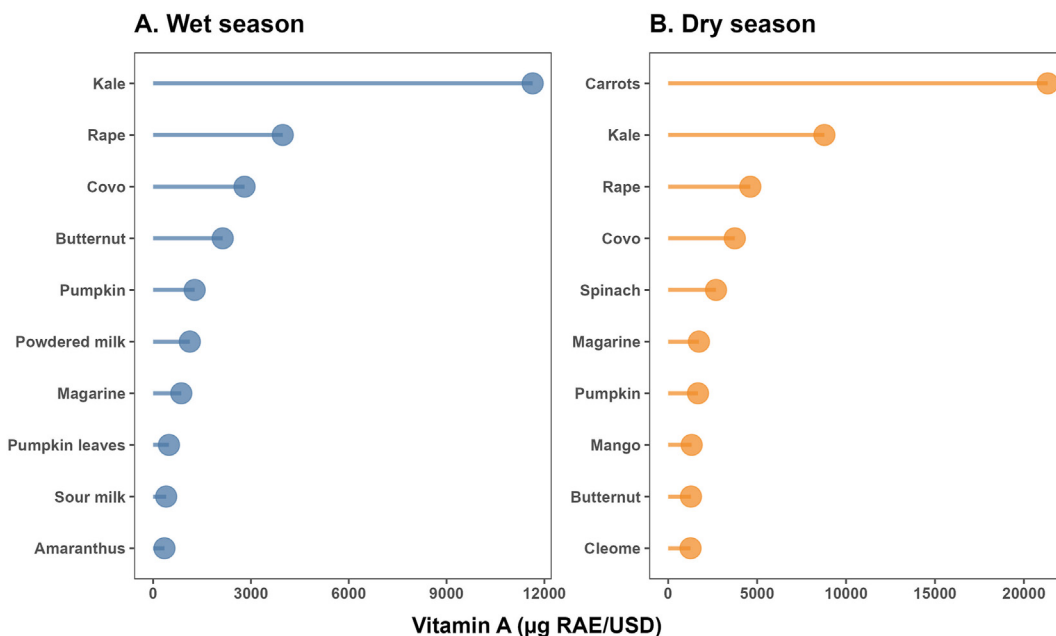 A. Wet season
Kale
Rape
Covo
Butternut
Pumpkin
Powdered milk
Magarine
Pumpkin leaves
Sour milk
Amaranthus
0 3000 6000 9000 12000
B. Dry season
Carrots
Kale
Rape
Covo
Spinach
Magarine
Pumpkin
Mango
Butternut
Cleome
0 5000 10000 15000 20000
Vitamin A (µg RAE/USD)